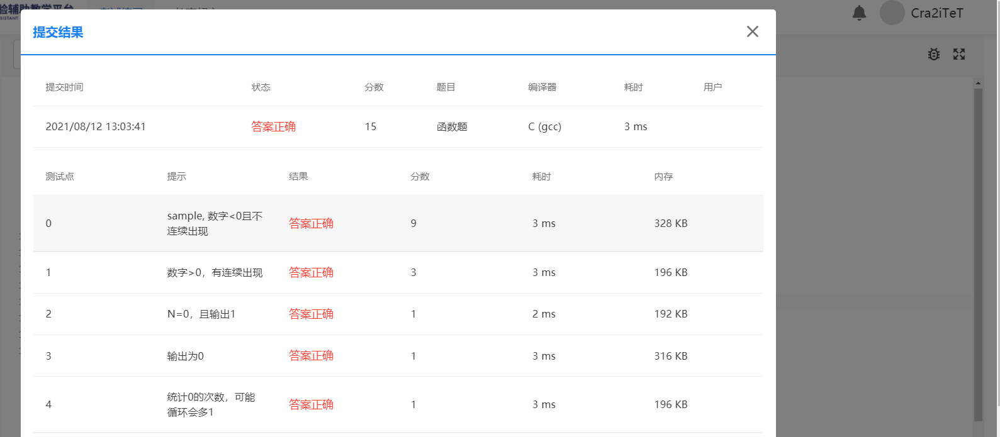 验辅助教学平台
SISTANT
Cra2iTeT
提交结果
提交时间 状态 分数 题目 编译器 耗时 用户
2021/08/12 13:03:41 答案正确 15 函数题 C (gcc) 3 ms
测试点 提示 结果 分数 耗时 内存
0 sample, 数字<0且不连续出现 答案正确 9 3 ms 328 KB
1 数字>0，有连续出现 答案正确 3 3 ms 196 KB
2 N=0，且输出1 答案正确 1 2 ms 192 KB
3 输出为0 答案正确 1 3 ms 316 KB
4 统计0的次数，可能循环会多1 答案正确 1 3 ms 196 KB